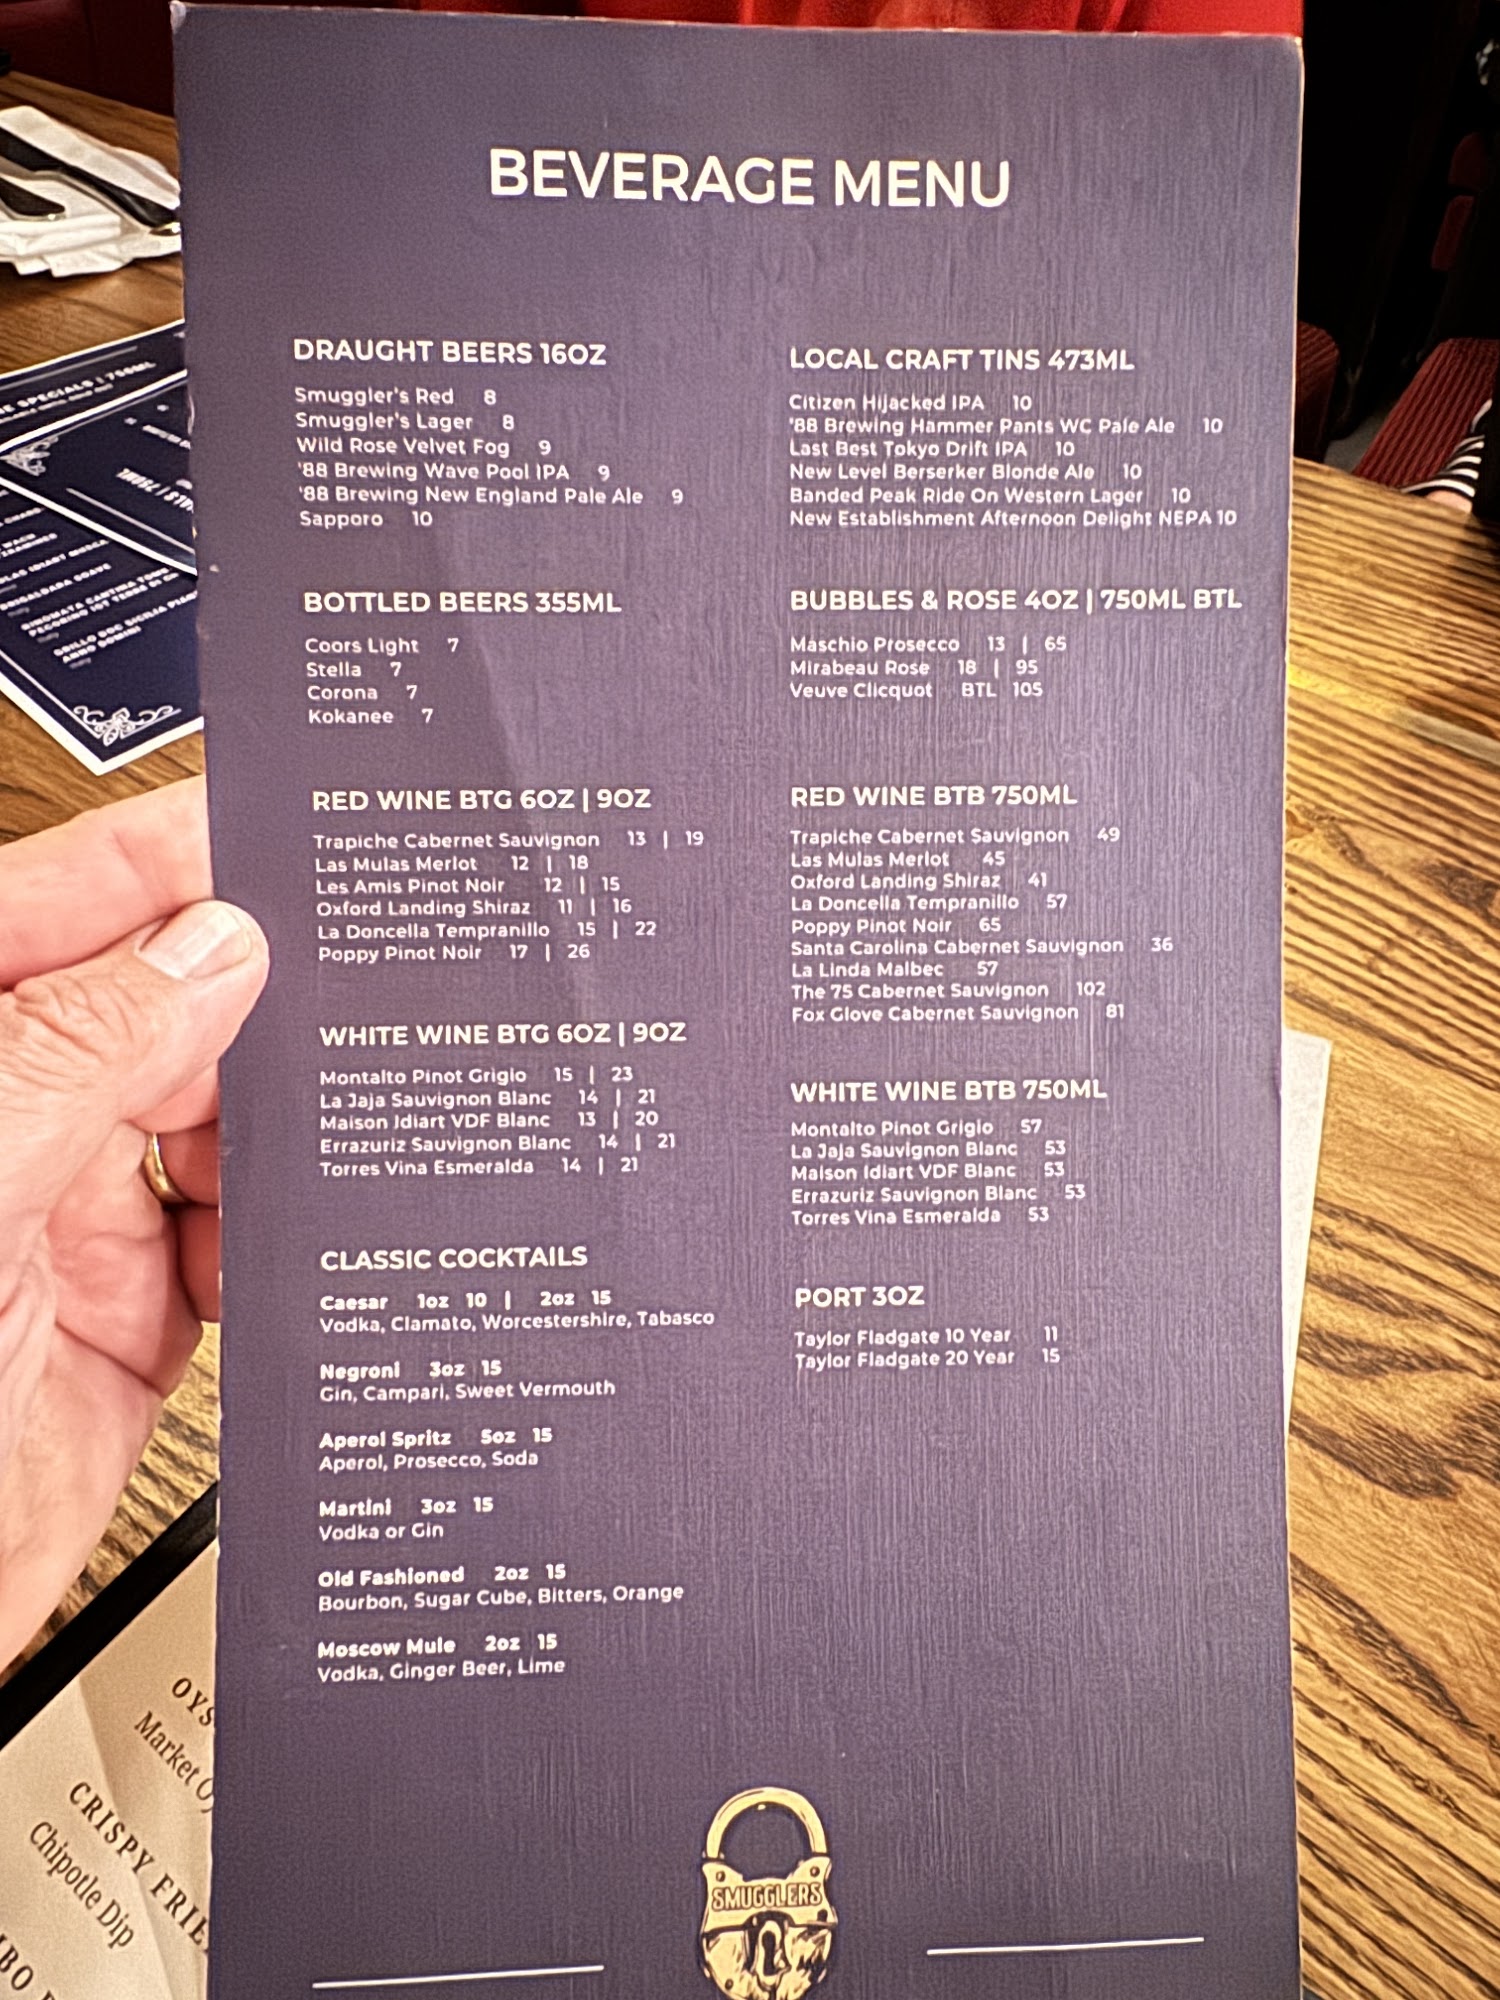 BEVERAGE MENU
DRAUGHT BEERS 16OZ
Smuggler's Red 8
Smuggler's Lager 8
Wild Rose Velvet Fog 9
'88 Brewing Wave Pool IPA 9
'88 Brewing New England Pale Ale 9
Sapporo 10
BOTTLED BEERS 355ML
Coors Light 7
Stella 7
Corona 7
Kokanee 7
RED WINE BTG 6OZ | 9OZ
Trapiche Cabernet Sauvignon 13 | 19
Las Mulas Merlot 12 | 18
Les Amis Pinot Noir 12 | 15
Oxford Landing Shiraz 11 | 16
La Doncella Tempranillo 15 | 22
Poppy Pinot Noir 17 | 26
WHITE WINE BTG 6OZ | 9OZ
Montalto Pinot Grigio 15 | 23
La Jaja Sauvignon Blanc 14 | 21
Maison Idiart VDF Blanc 13 | 20
Errazuriz Sauvignon Blanc 14 | 21
Torres Vina Esmeralda 14 | 21
CLASSIC COCKTAILS
Caesar 1oz 10 | 2oz 15
Vodka, Clamato, Worcestershire, Tabasco
Negroni 3oz 15
Gin, Campari, Sweet Vermouth
Aperol Spritz 5oz 15
Aperol, Prosecco, Soda
Martini 3oz 15
Vodka or Gin
Old Fashioned 2oz 15
Bourbon, Sugar Cube, Bitters, Orange
Moscow Mule 2oz 15
Vodka, Ginger Beer, Lime
LOCAL CRAFT TINS 473ML
Citizen Hijacked IPA 10
'88 Brewing Hammer Pants WC Pale Ale 10
Last Best Tokyo Drift IPA 10
New Level Berserker Blonde Ale 10
Banded Peak Ride On Western Lager 10
New Establishment Afternoon Delight NEPA 10
BUBBLES & ROSE 4OZ | 750ML BTL
Maschio Prosecco 13 | 65
Mirabeau Rose 18 | 95
Veuve Clicquot BTL 105
RED WINE BTB 750ML
Trapiche Cabernet Sauvignon 49
Las Mulas Merlot 45
Oxford Landing Shiraz 41
La Doncella Tempranillo 57
Poppy Pinot Noir 65
Santa Carolina Cabernet Sauvignon 36
La Linda Malbec 57
The 75 Cabernet Sauvignon 102
Fox Glove Cabernet Sauvignon 81
WHITE WINE BTB 750ML
Montalto Pinot Grigio 57
La Jaja Sauvignon Blanc 53
Maison Idiart VDF Blanc 53
Errazuriz Sauvignon Blanc 53
Torres Vina Esmeralda 53
PORT 3OZ
Taylor Fladgate 10 Year 11
Taylor Fladgate 20 Year 15
SMUGGLERS
SPECIALS | 750ML
Market
CRISPY
Chipotle Dip